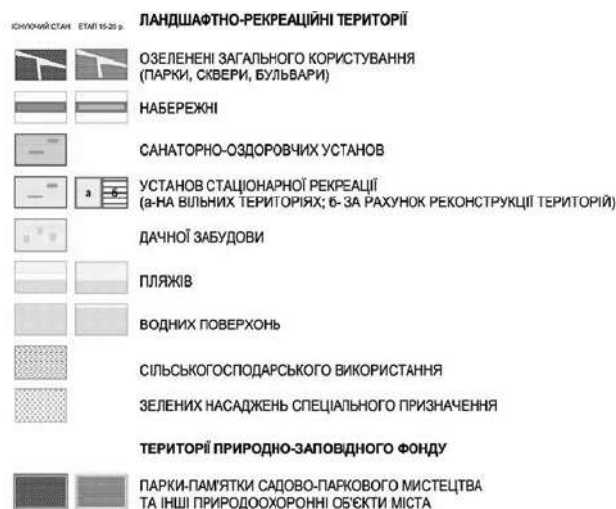 ІСНУЮЧИЙ СТАН ЕТАП 15-20 р. ЛАНДШАФТНО-РЕКРЕАЦІЙНІ ТЕРИТОРІЇ
ОЗЕЛЕНЕНІ ЗАГАЛЬНОГО КОРИСТУВАННЯ
(ПАРКИ, СКВЕРИ, БУЛЬВАРИ)
НАБЕРЕЖНІ
САНАТОРНО-ОЗДОРОВЧИХ УСТАНОВ
а б УСТАНОВ СТАЦІОНАРНОЇ РЕКРЕАЦІЇ
(а-НА ВІЛЬНИХ ТЕРИТОРІЯХ; б- ЗА РАХУНОК РЕКОНСТРУКЦІЇ ТЕРИТОРІЙ)
ДАЧНОЇ ЗАБУДОВИ
ПЛЯЖІВ
ВОДНИХ ПОВЕРХОНЬ
СІЛЬСЬКОГОСПОДАРСЬКОГО ВИКОРИСТАННЯ
ЗЕЛЕНИХ НАСАДЖЕНЬ СПЕЦІАЛЬНОГО ПРИЗНАЧЕННЯ
ТЕРИТОРІЇ ПРИРОДНО-ЗАПОВІДНОГО ФОНДУ
ПАРКИ-ПАМ'ЯТКИ САДОВО-ПАРКОВОГО МИСТЕЦТВА
ТА ІНШІ ПРИРОДООХОРОННІ ОБ'ЄКТИ МІСТА